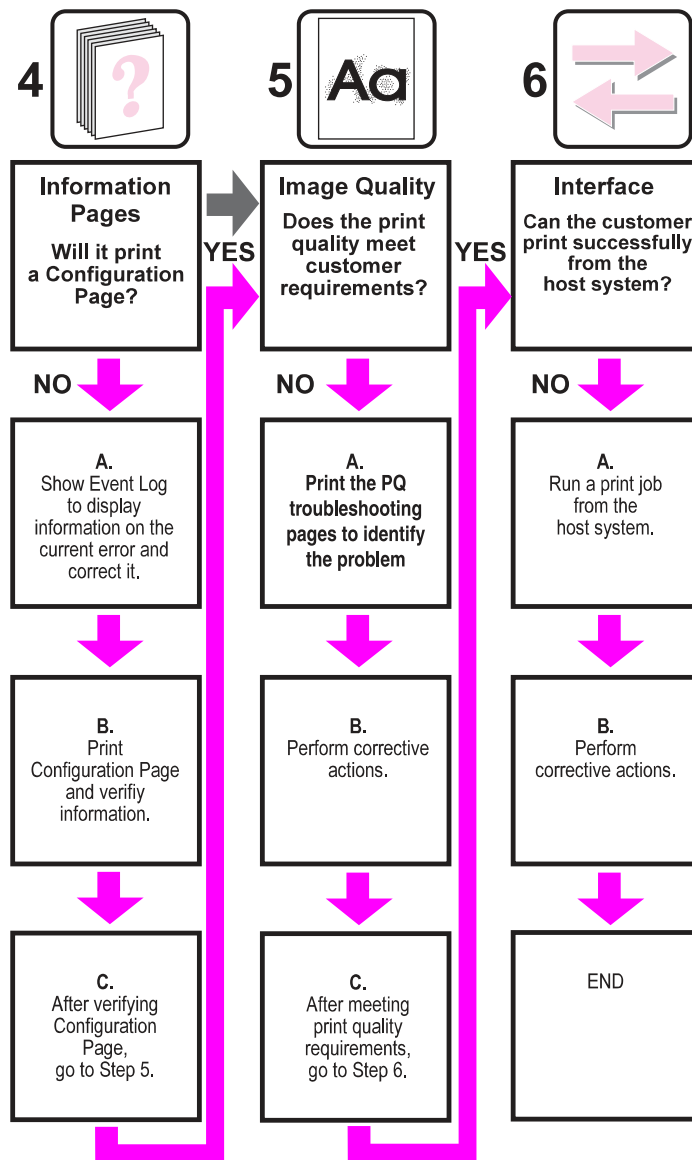 4
?
Information
Pages
Will it print
a Configuration
Page?
YES
NO
A.
Show Event Log
to display
information on the
current error and
correct it.
B.
Print
Configuration Page
and verifiy
information.
C.
After verifying
Configuration
Page,
go to Step 5.
5
Aa
Image Quality
Does the print
quality meet
customer
requirements?
YES
NO
A.
Print the PQ
troubleshooting
pages to identify
the problem
B.
Perform corrective
actions.
C.
After meeting
print quality
requirements,
go to Step 6.
6
Interface
Can the customer
print successfully
from the
host system?
NO
A.
Run a print job
from the
host system.
B.
Perform
corrective actions.
END